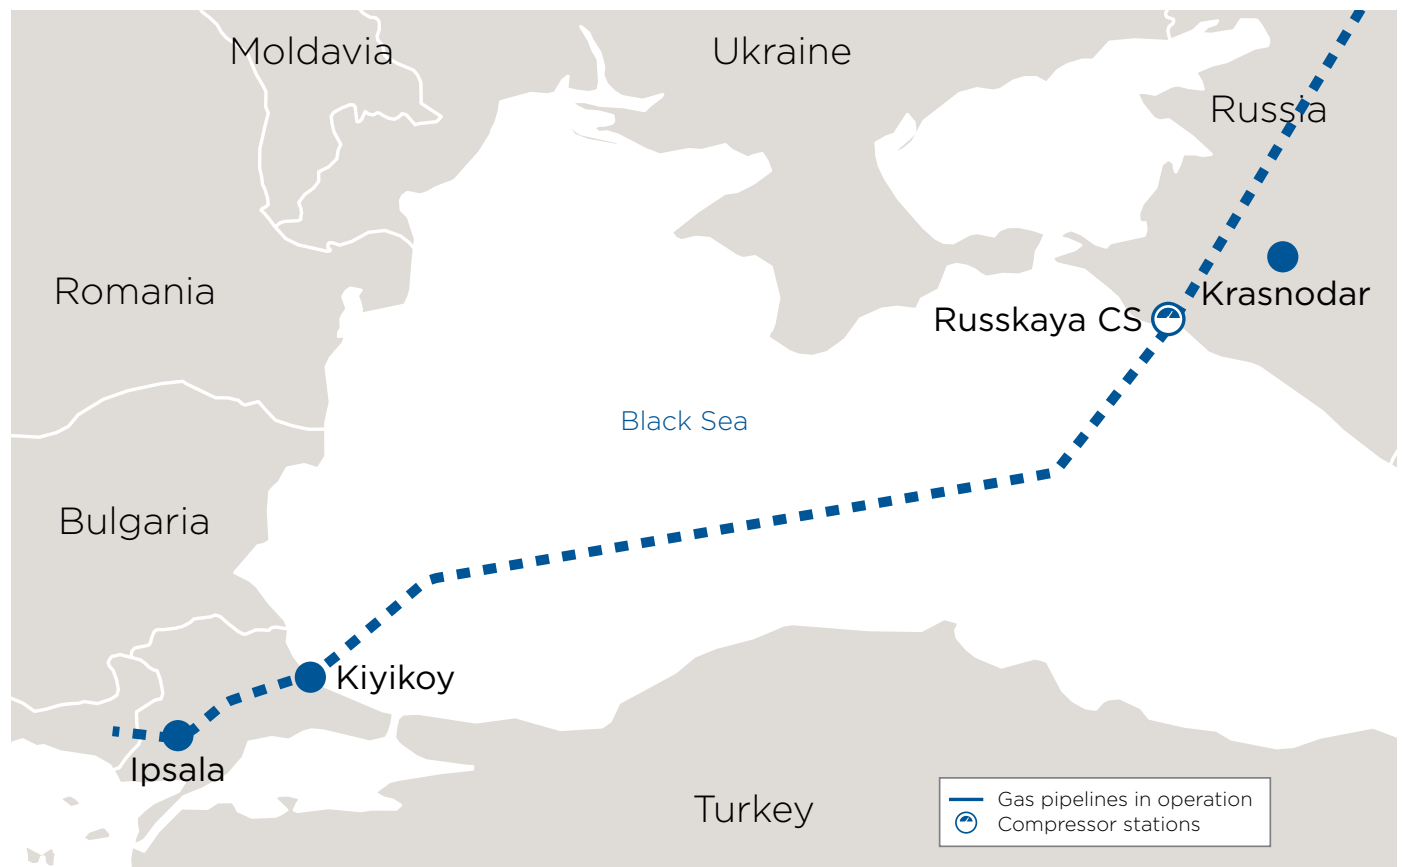 Moldavia
Ukraine
Russia
Romania
Krasnodar
Russkaya CS
Black Sea
Bulgaria
Kiyikoy
Ipsala
Turkey
Gas pipelines in operation
Compressor stations